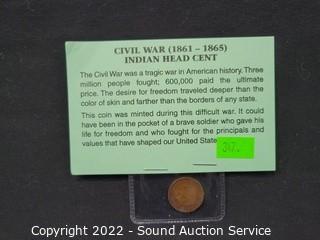 CIVIL WAR (1861 – 1865)
INDIAN HEAD CENT
The Civil War was a tragic war in American history. Three
million people fought; 600,000 paid the ultimate
price. The desire for freedom traveled deeper than the
color of skin and farther than the borders of any state.
This coin was minted during this difficult war. It could
have been in the pocket of a brave soldier who gave his
life for freedom and who fought for the principals and
values that have shaped our United State
317.
Copyright 2022 - Sound Auction Service